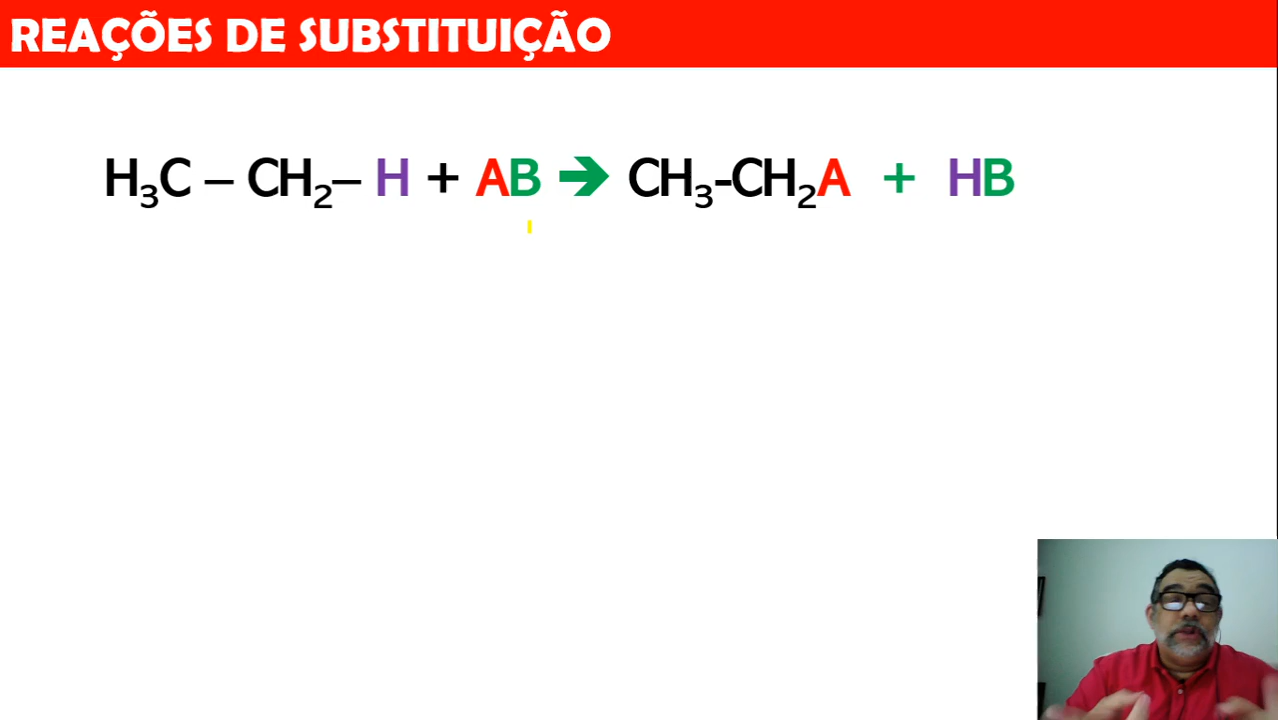 REAÇÕES DE SUBSTITUIÇÃO
H₃C – CH₂– H + AB ➔ CH₃-CH₂A + HB